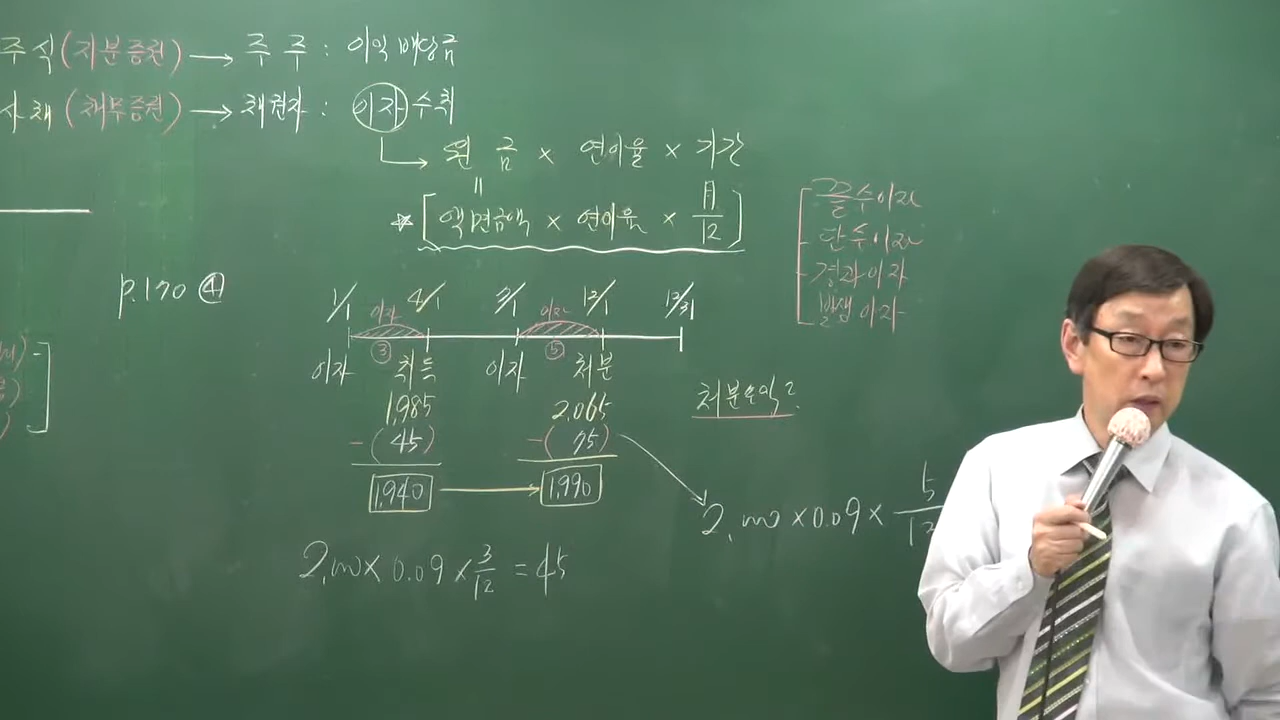 주식 (지분증권) → 주주 : 이익배당금
사채 (채무증권) → 채권자 : 이자수취
원금 × 연이율 × 기간
"
* [ 액면금액 × 연이율 × 月/12 ]
끝수이자
단수이자
경과이자
발생이자
p.170 ④
1/1 이자 4/1 이자 12/1 12/31
③ ⑤
이자 취득 이자 처분
1,985 2,065
-(45) -(75)
1,940 → 1,990
처분손익?
2,000 × 0.09 × 5/12
2,000 × 0.09 × 3/12 = 45